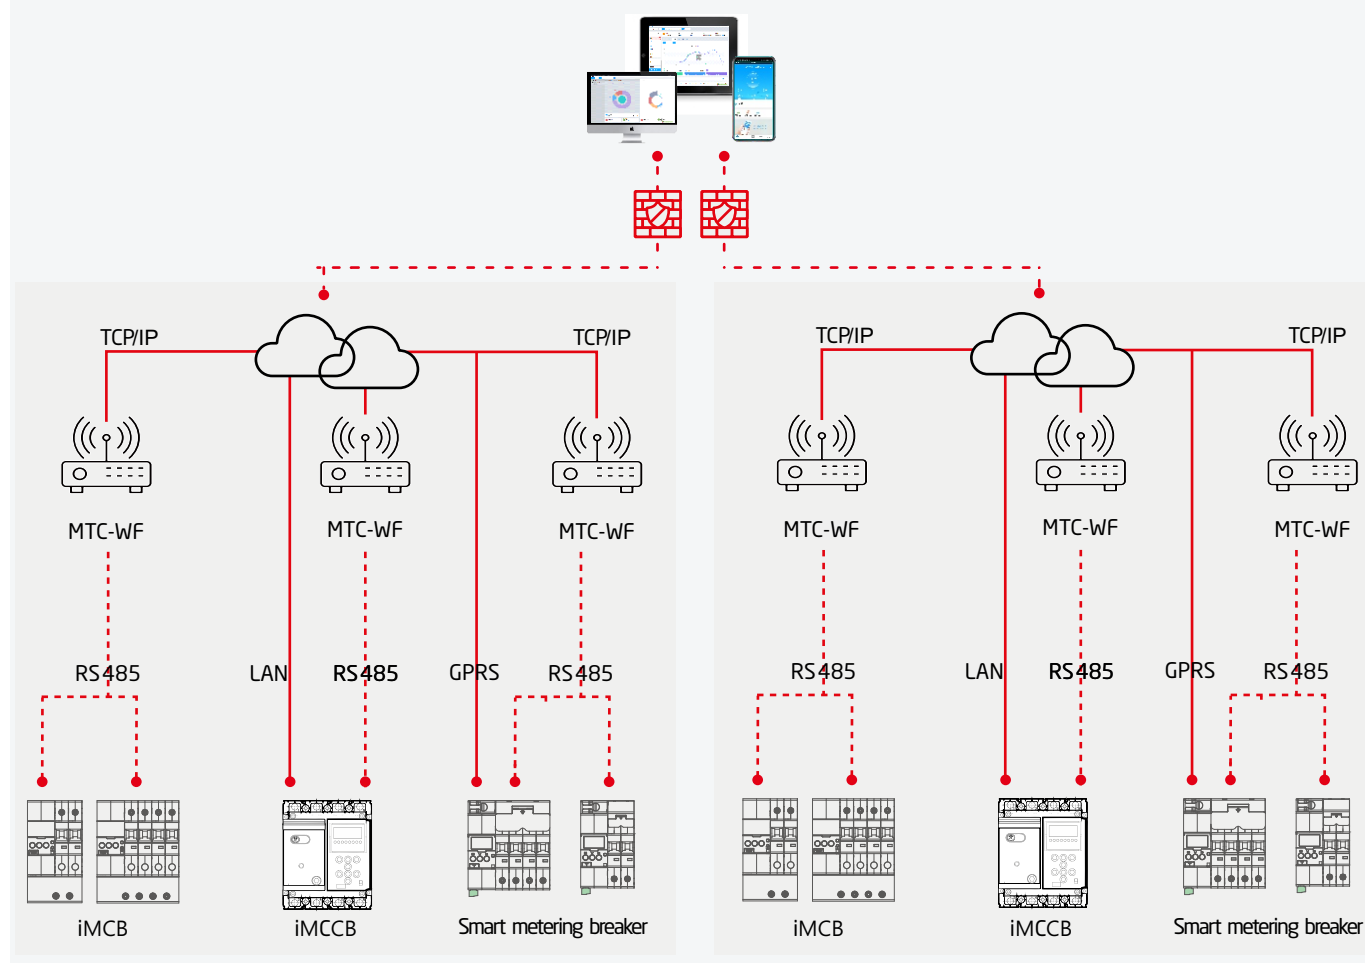 TCP/IP
TCP/IP
TCP/IP
TCP/IP
MTC-WF
MTC-WF
MTC-WF
MTC-WF
MTC-WF
MTC-WF
RS485
LAN
RS485
GPRS
RS485
RS485
LAN
RS485
GPRS
RS485
iMCB
iMCCB
Smart metering breaker
iMCB
iMCCB
Smart metering breaker